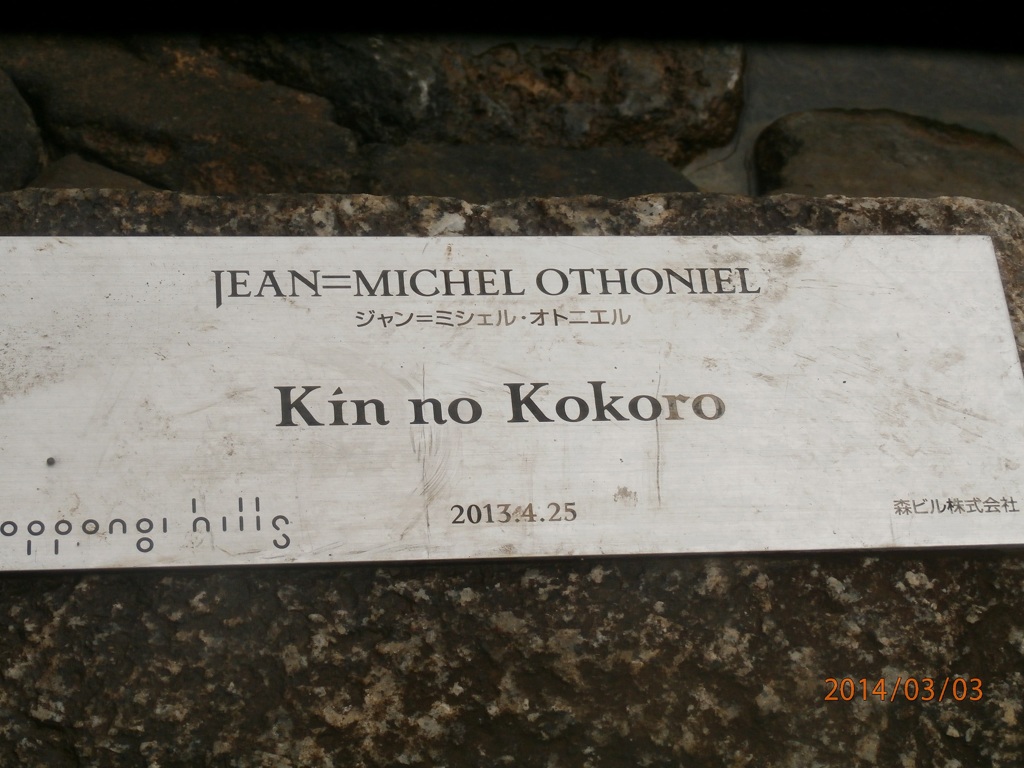 JEAN=MICHEL OTHONIEL
ジャン＝ミシェル・オトニエル
Kin no Kokoro
oppongi hills
2013.4.25
森ビル株式会社
2014/03/03